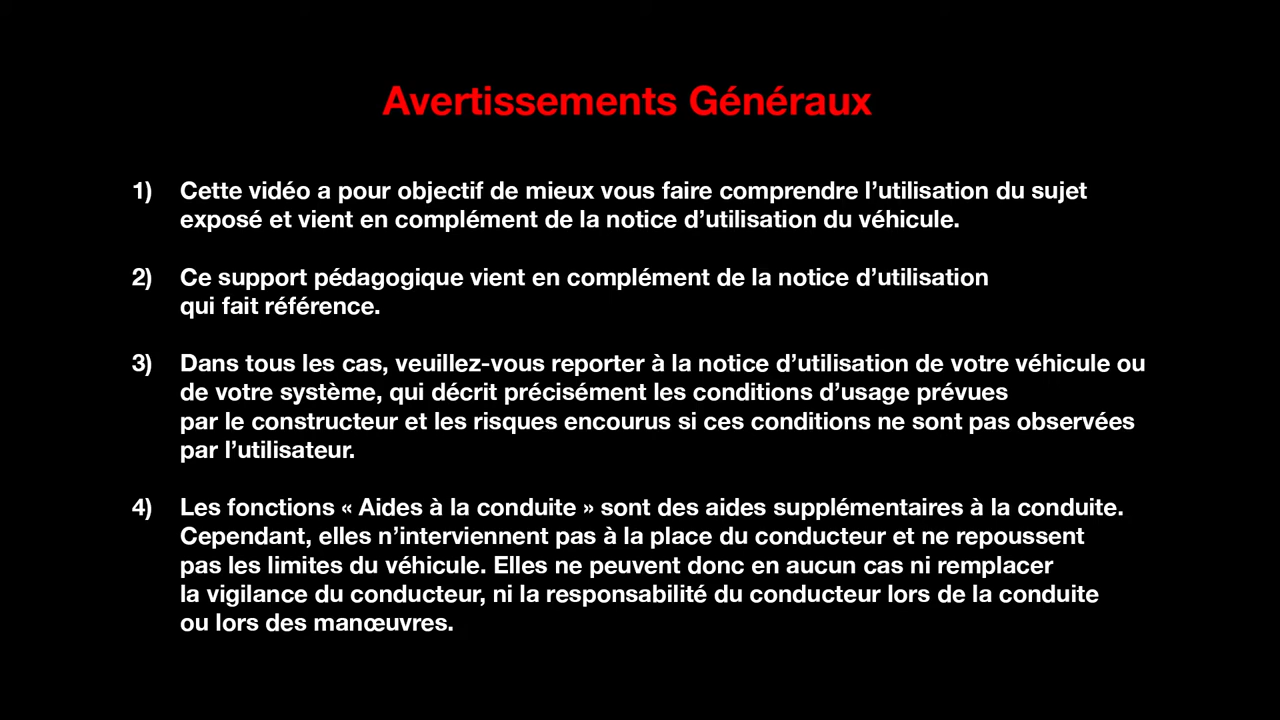 Avertissements Généraux
1) Cette vidéo a pour objectif de mieux vous faire comprendre l’utilisation du sujet
exposé et vient en complément de la notice d’utilisation du véhicule.
2) Ce support pédagogique vient en complément de la notice d’utilisation
qui fait référence.
3) Dans tous les cas, veuillez-vous reporter à la notice d’utilisation de votre véhicule ou
de votre système, qui décrit précisément les conditions d’usage prévues
par le constructeur et les risques encourus si ces conditions ne sont pas observées
par l’utilisateur.
4) Les fonctions « Aides à la conduite » sont des aides supplémentaires à la conduite.
Cependant, elles n’interviennent pas à la place du conducteur et ne repoussent
pas les limites du véhicule. Elles ne peuvent donc en aucun cas ni remplacer
la vigilance du conducteur, ni la responsabilité du conducteur lors de la conduite
ou lors des manœuvres.